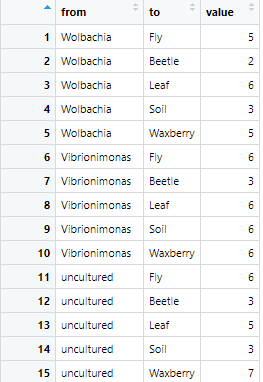 from to value
1 Wolbachia Fly 5
2 Wolbachia Beetle 2
3 Wolbachia Leaf 6
4 Wolbachia Soil 3
5 Wolbachia Waxberry 5
6 Vibrionimonas Fly 6
7 Vibrionimonas Beetle 3
8 Vibrionimonas Leaf 6
9 Vibrionimonas Soil 6
10 Vibrionimonas Waxberry 6
11 uncultured Fly 6
12 uncultured Beetle 3
13 uncultured Leaf 5
14 uncultured Soil 3
15 uncultured Waxberry 7